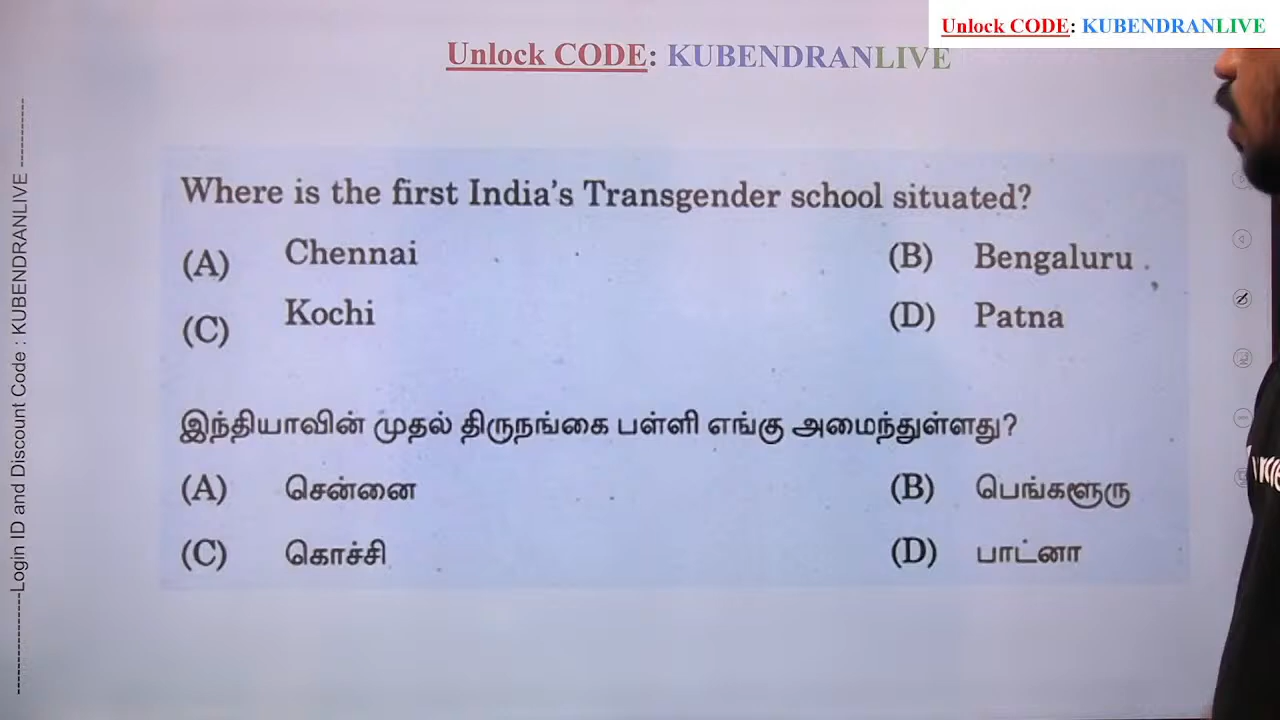 Unlock CODE: KUBENDRANLIVE
Unlock CODE: KUBENDRANLIVE
Where is the first India's Transgender school situated?
(A) Chennai (B) Bengaluru
(C) Kochi (D) Patna
இந்தியாவின் முதல் திருநங்கை பள்ளி எங்கு அமைந்துள்ளது?
(A) சென்னை (B) பெங்களூரு
(C) கொச்சி (D) பாட்னா
Login ID and Discount Code : KUBENDRANLIVE